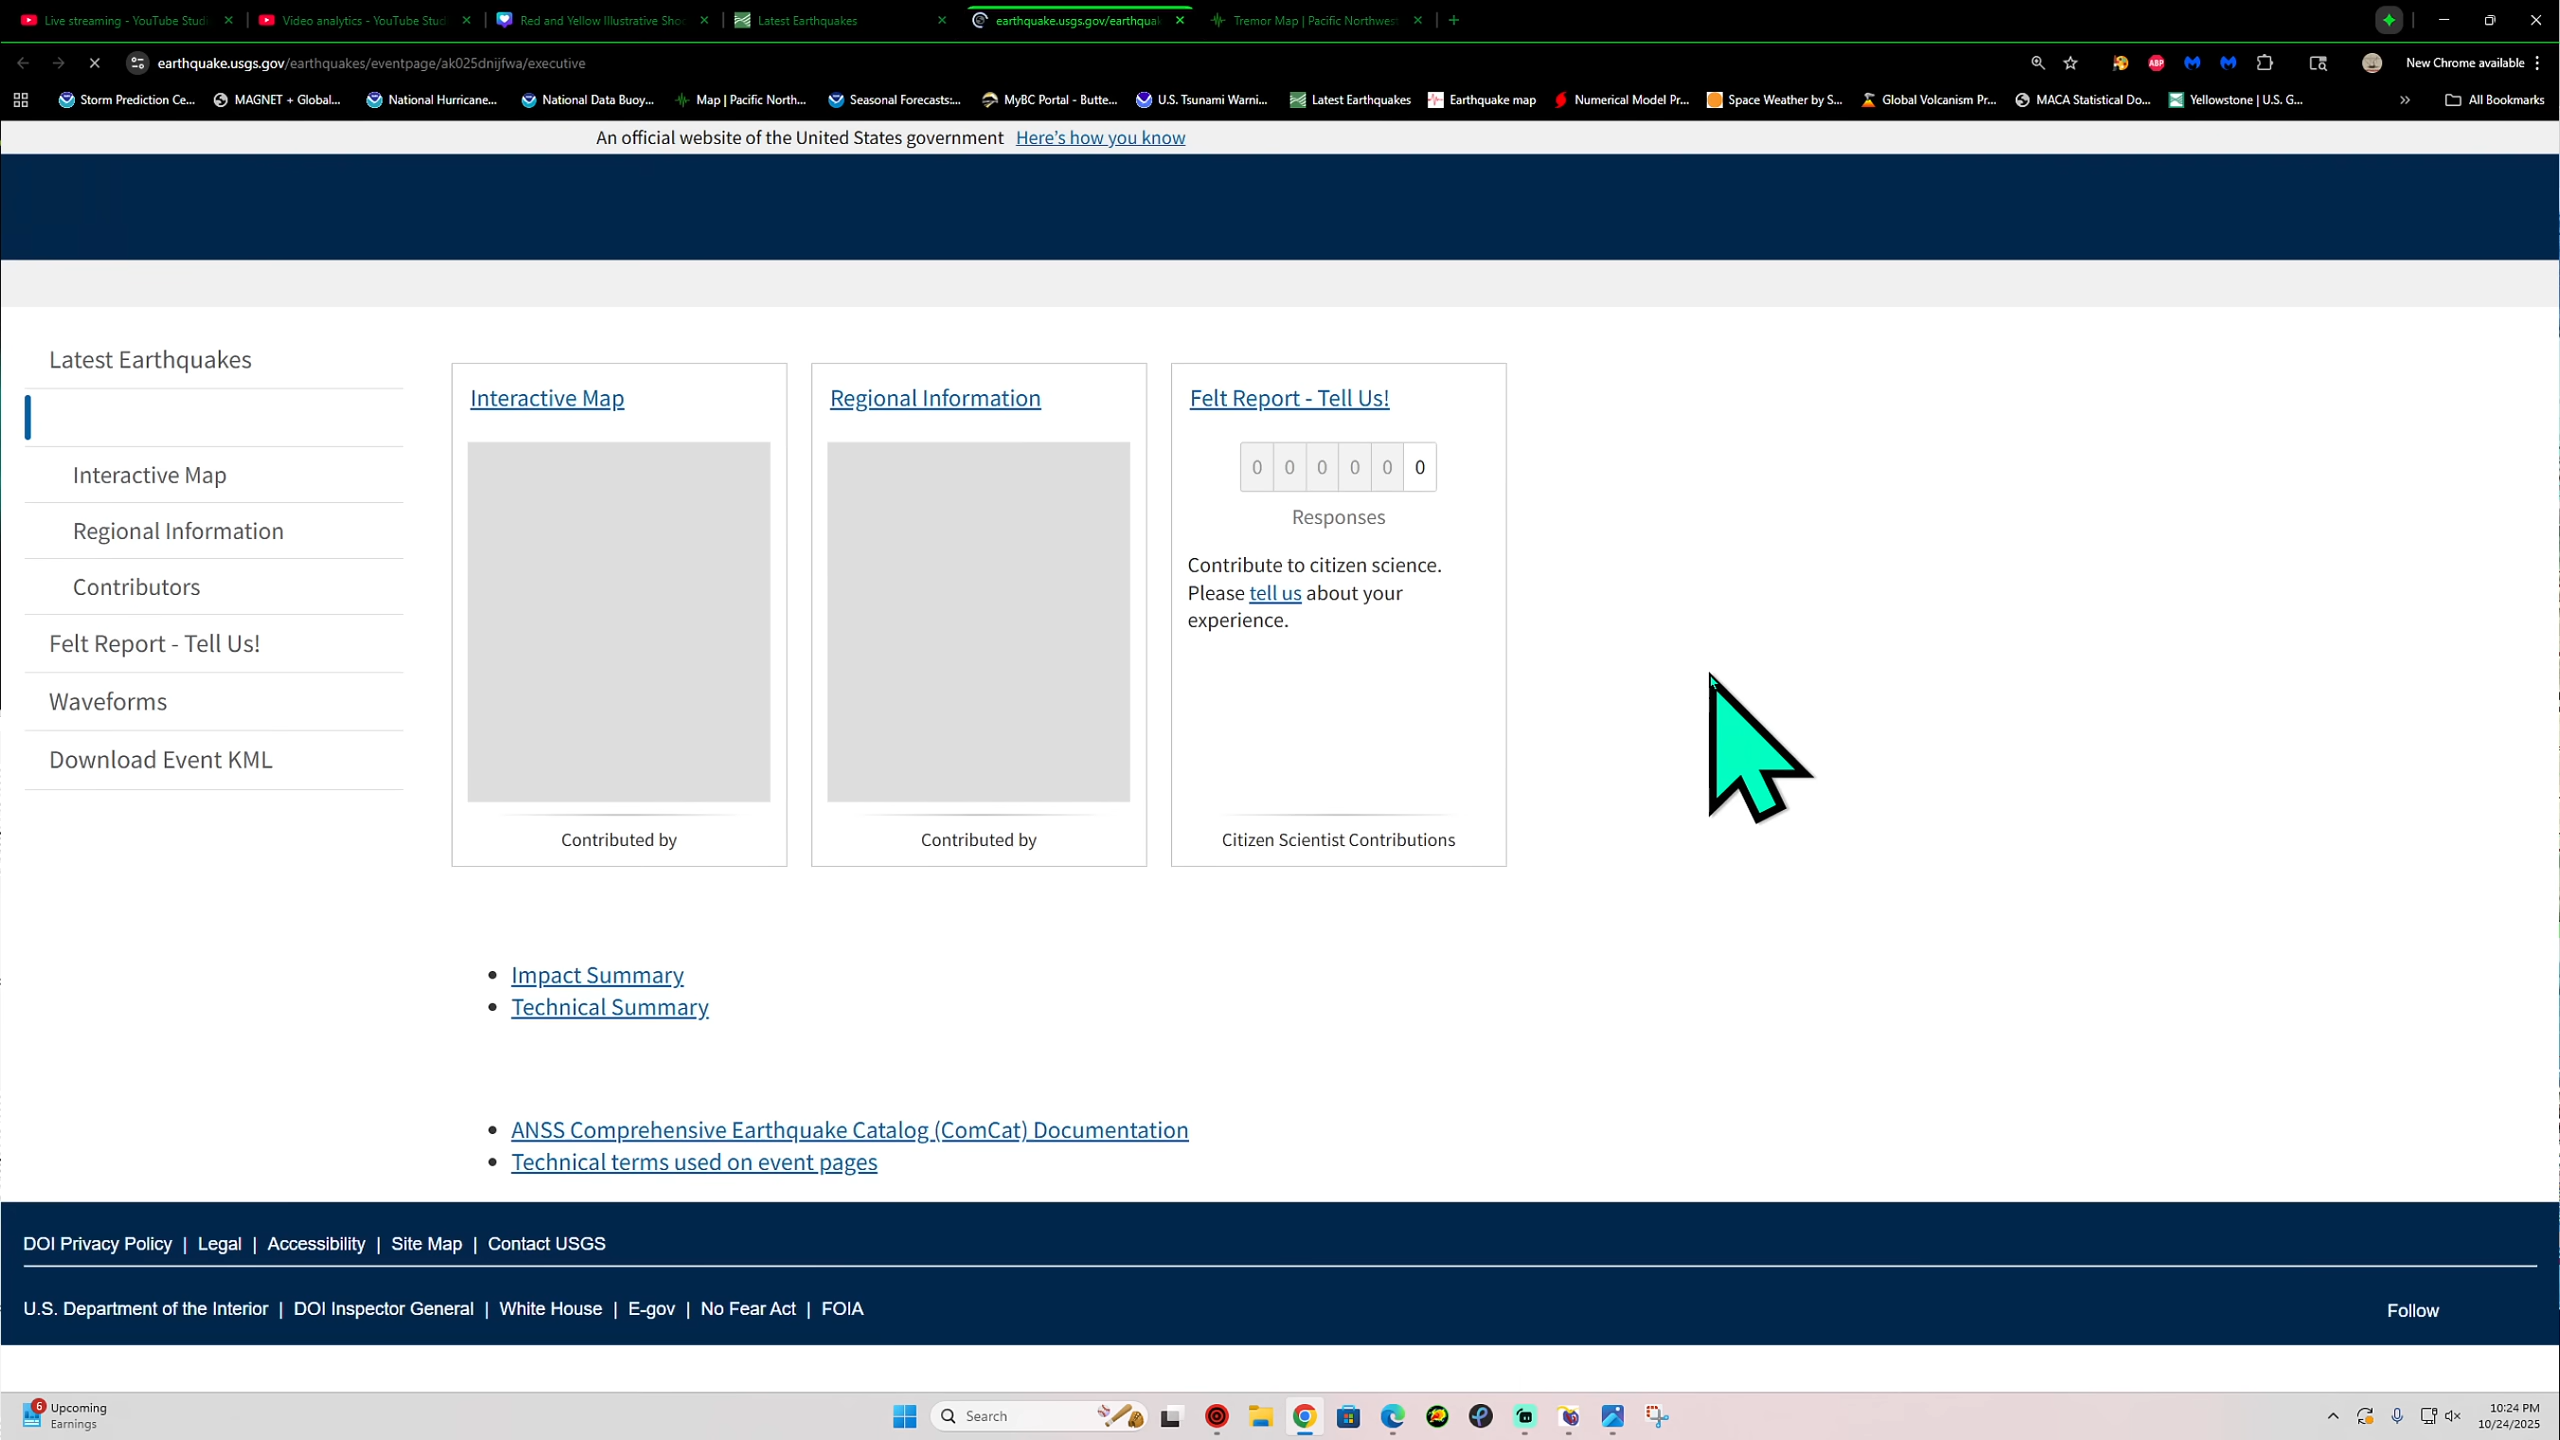 Live streaming - YouTube Studi
Video analytics - YouTube Studi
Red and Yellow Illustrative Sho
Latest Earthquakes
earthquake.usgs.gov/earthqua
Tremor Map | Pacific Northwes
earthquake.usgs.gov/earthquakes/eventpage/ak025dnijfwa/executive
ABP
New Chrome available
Storm Prediction Ce...
MAGNET + Global...
National Hurricane...
National Data Buoy...
Map | Pacific North...
Seasonal Forecasts:...
MyBC Portal - Butte...
U.S. Tsunami Warni...
Latest Earthquakes
Earthquake map
Numerical Model Pr...
Space Weather by S...
Global Volcanism Pr...
MACA Statistical Do...
Yellowstone | U.S. G...
All Bookmarks
An official website of the United States government Here’s how you know
Latest Earthquakes
Interactive Map
Regional Information
Contributors
Felt Report - Tell Us!
Waveforms
Download Event KML
Interactive Map
Contributed by
Regional Information
Contributed by
Felt Report - Tell Us!
0 0 0 0 0 0
Responses
Contribute to citizen science.
Please tell us about your
experience.
Citizen Scientist Contributions
Impact Summary
Technical Summary
ANSS Comprehensive Earthquake Catalog (ComCat) Documentation
Technical terms used on event pages
DOI Privacy Policy | Legal | Accessibility | Site Map | Contact USGS
U.S. Department of the Interior | DOI Inspector General | White House | E-gov | No Fear Act | FOIA
Follow
6
Upcoming
Earnings
Search
10:24 PM
10/24/2025